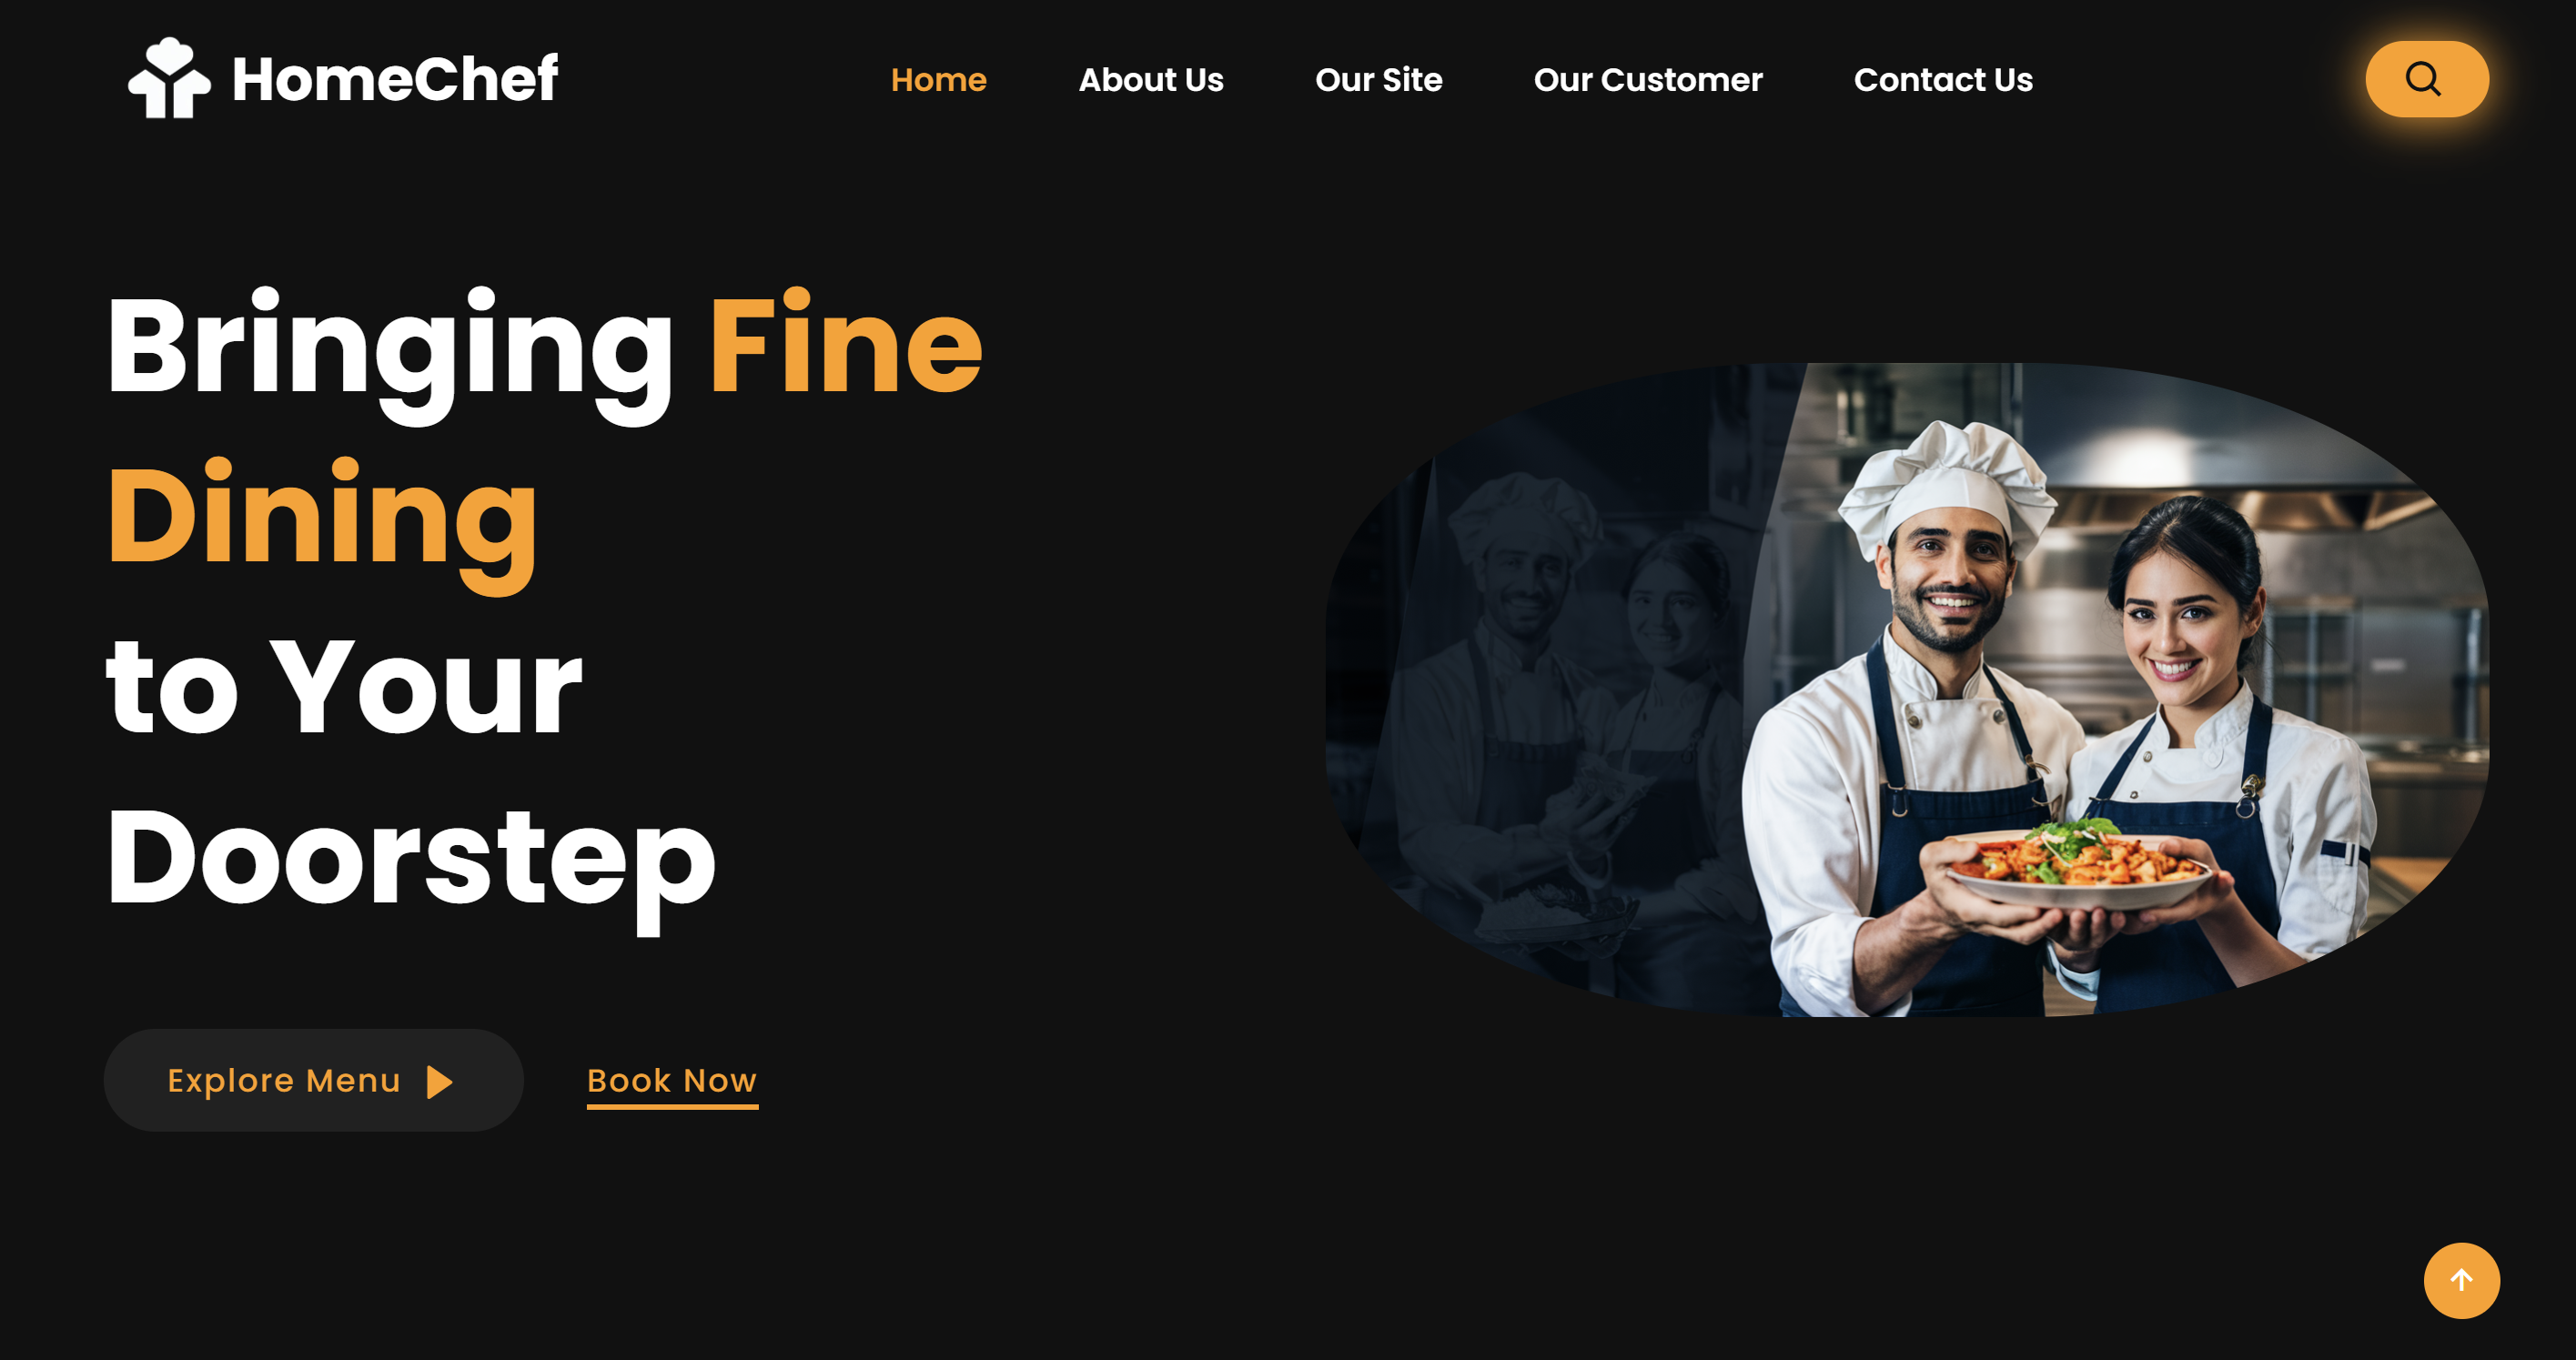 HomeChef
Home About Us Our Site Our Customer Contact Us
Bringing Fine
Dining
to Your
Doorstep
Explore Menu Book Now